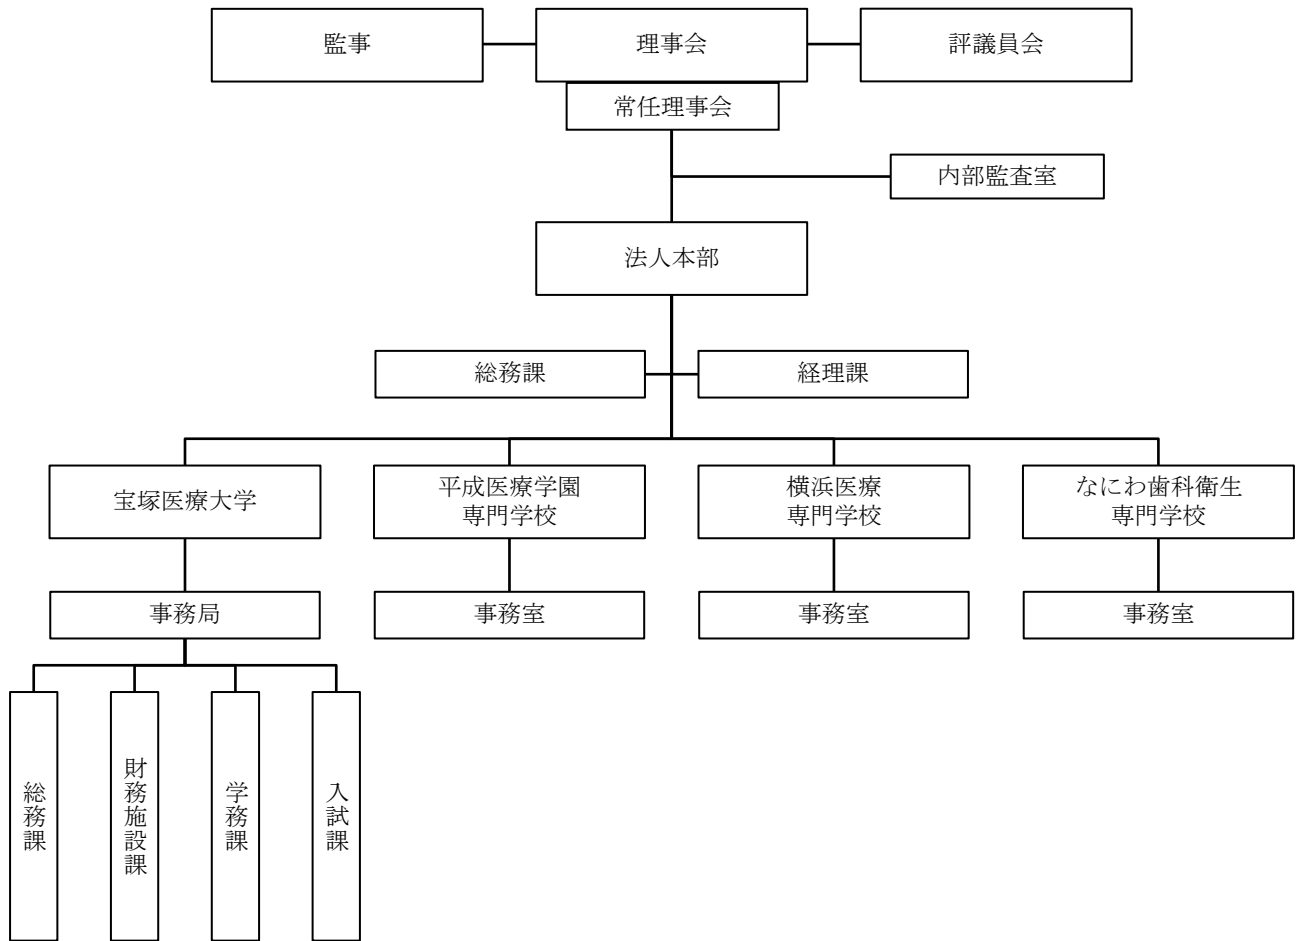 監事
理事会
評議員会
常任理事会
内部監査室
法人本部
総務課
経理課
宝塚医療大学
平成医療学園
専門学校
横浜医療
専門学校
なにわ歯科衛生
専門学校
事務局
事務室
事務室
事務室
総務課
財務施設課
学務課
入試課